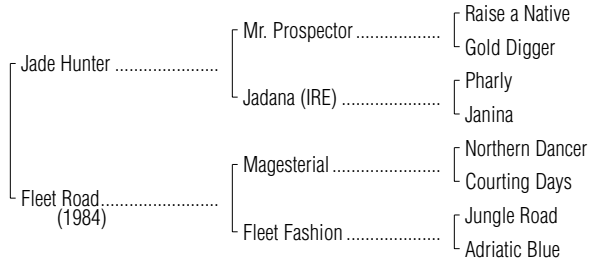 Raise a Native
Mr. Prospector ....................
Gold Digger
Jade Hunter ........................
Pharly
Jadana (IRE) .......................
Janina
Northern Dancer
Magesterial .........................
Courting Days
Fleet Road ...........................
(1984)
Jungle Road
Fleet Fashion ......................
Adriatic Blue